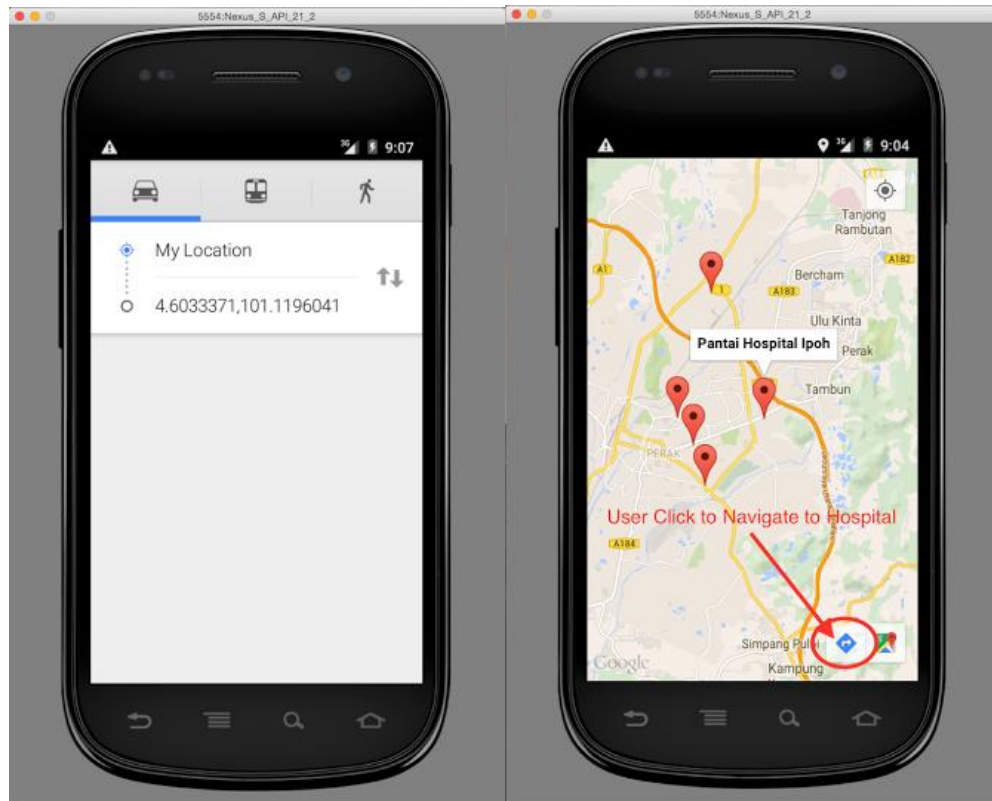 5554:Nexus_S_API_21_2
3G 9:07
My Location
4.6033371,101.1196041
5554:Nexus_S_API_21_2
3G 9:04
Tanjong
Rambutan
A1
A182
Bercham
1
A183
Ulu Kinta
Pantai Hospital Ipoh
Perak
Tambun
PERAK
User Click to Navigate to Hospital
A184
Simpang Pulai
Google
Kampung